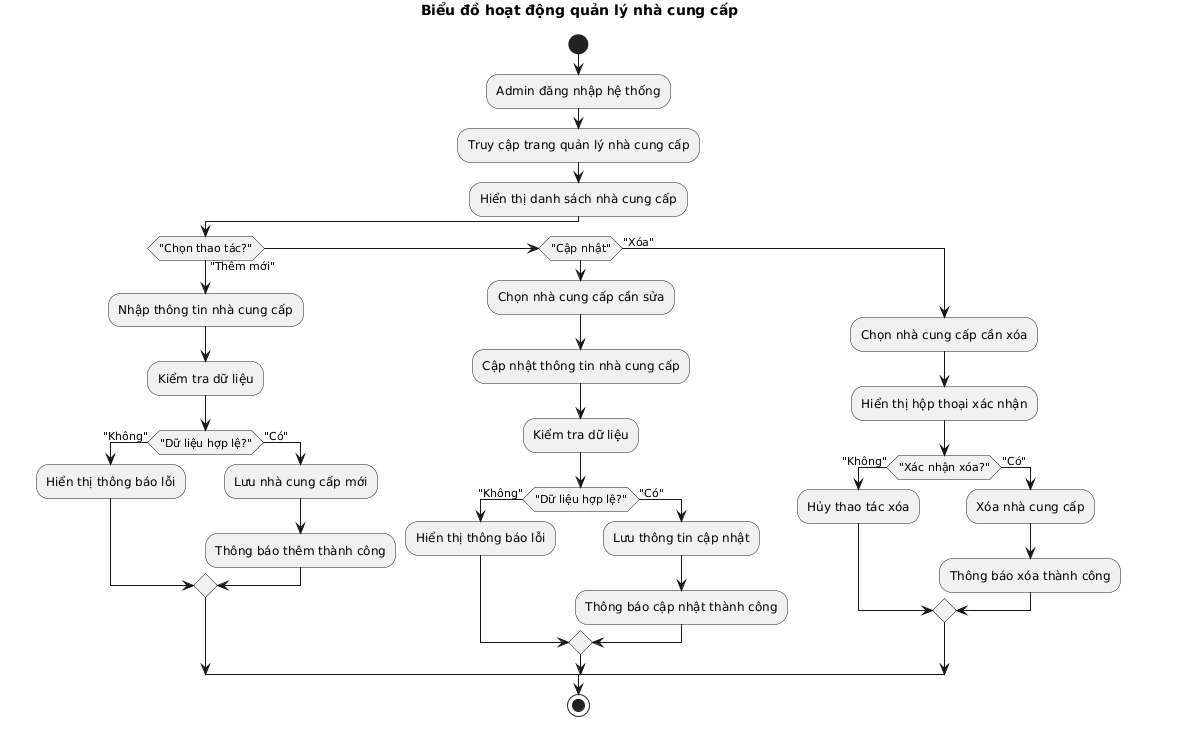 Biểu đồ hoạt động quản lý nhà cung cấp
Admin đăng nhập hệ thống
Truy cập trang quản lý nhà cung cấp
Hiển thị danh sách nhà cung cấp
"Chọn thao tác?"
"Thêm mới"
Nhập thông tin nhà cung cấp
Kiểm tra dữ liệu
"Dữ liệu hợp lệ?"
"Không"
"Có"
Hiển thị thông báo lỗi
Lưu nhà cung cấp mới
Thông báo thêm thành công
"Cập nhật"
Chọn nhà cung cấp cần sửa
Cập nhật thông tin nhà cung cấp
Kiểm tra dữ liệu
"Dữ liệu hợp lệ?"
"Không"
"Có"
Hiển thị thông báo lỗi
Lưu thông tin cập nhật
Thông báo cập nhật thành công
"Xóa"
Chọn nhà cung cấp cần xóa
Hiển thị hộp thoại xác nhận
"Xác nhận xóa?"
"Không"
"Có"
Hủy thao tác xóa
Xóa nhà cung cấp
Thông báo xóa thành công